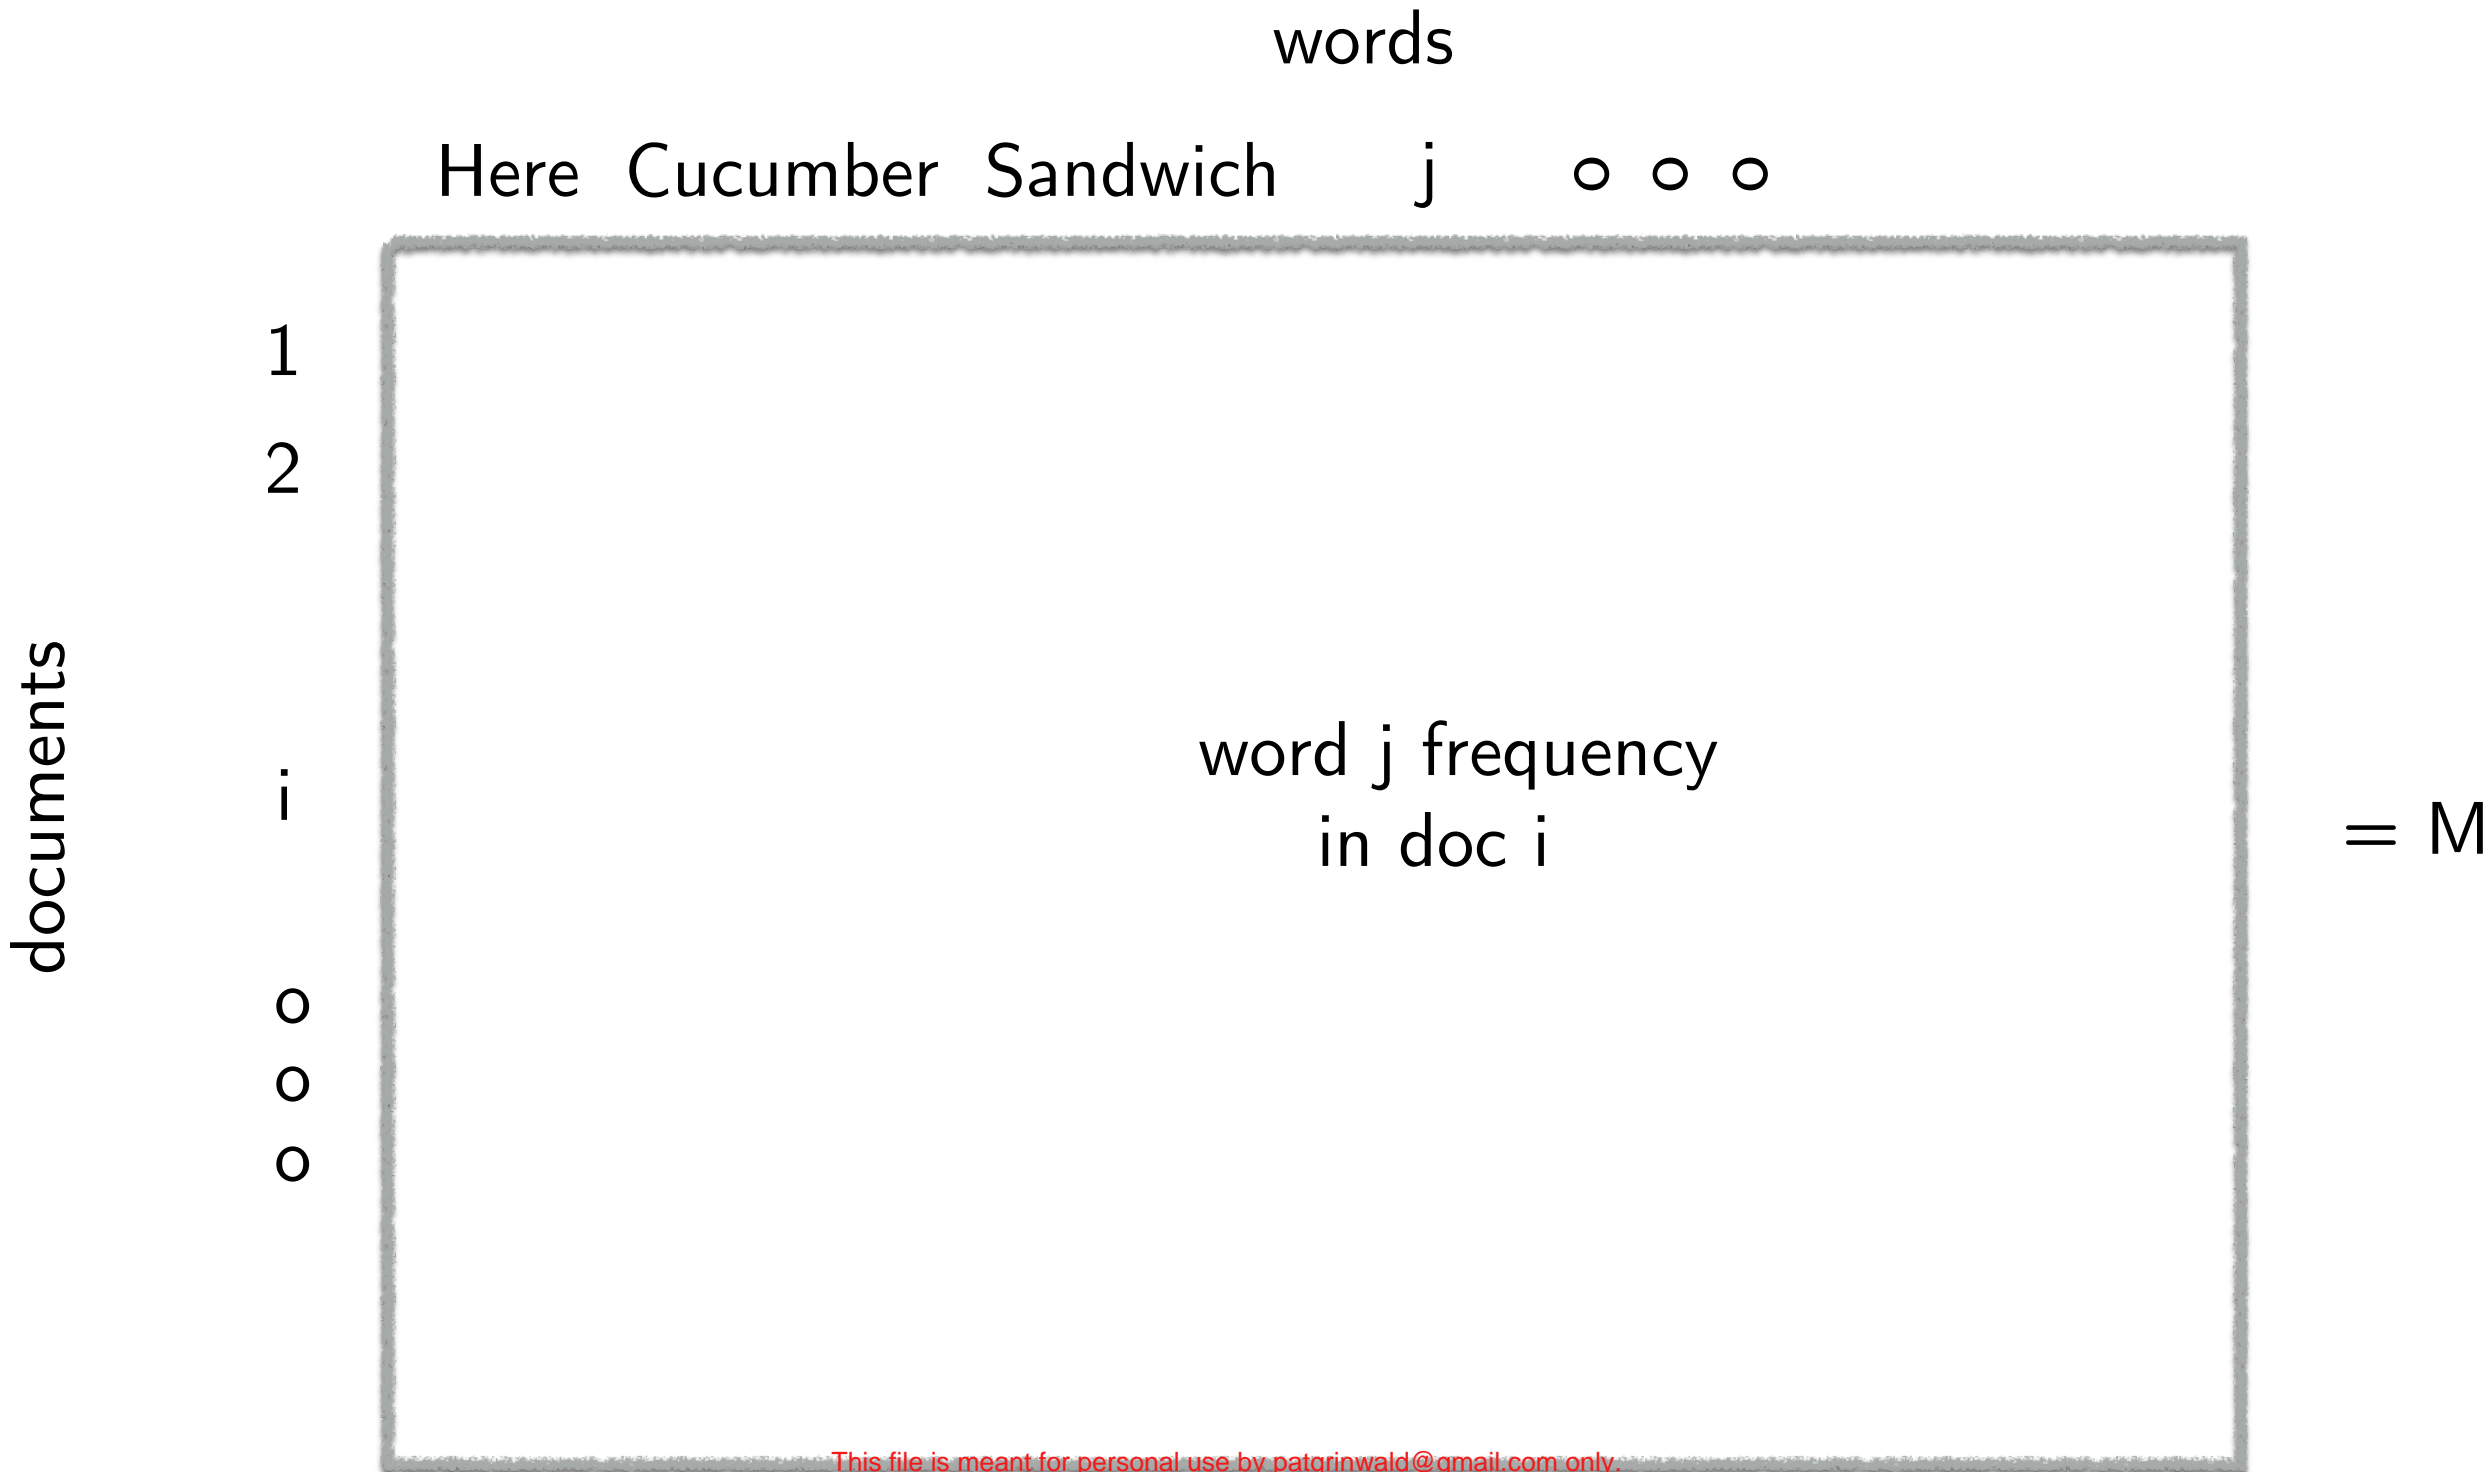 words
Here Cucumber Sandwich j o o o
1
2
documents
i
word j frequency
in doc i
= M
o
o
o
This file is meant for personal use by patarinwald@gmail.com only.